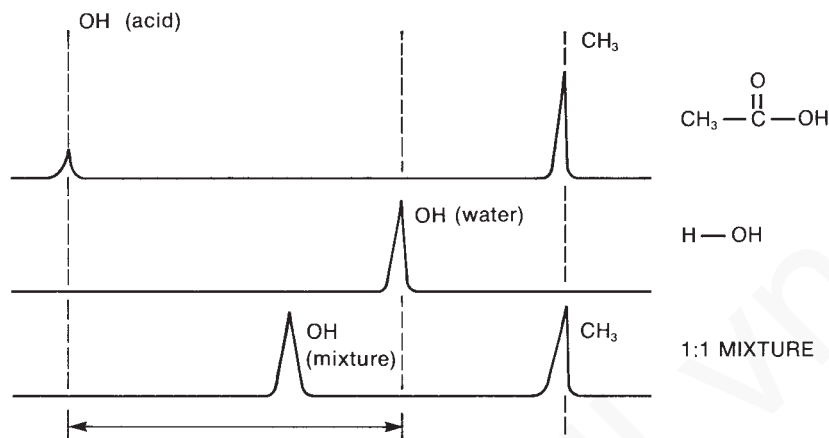 OH (acid)
CH₃
O
CH₃—C—OH
OH (water)
H—OH
OH
(mixture)
CH₃
1:1 MIXTURE